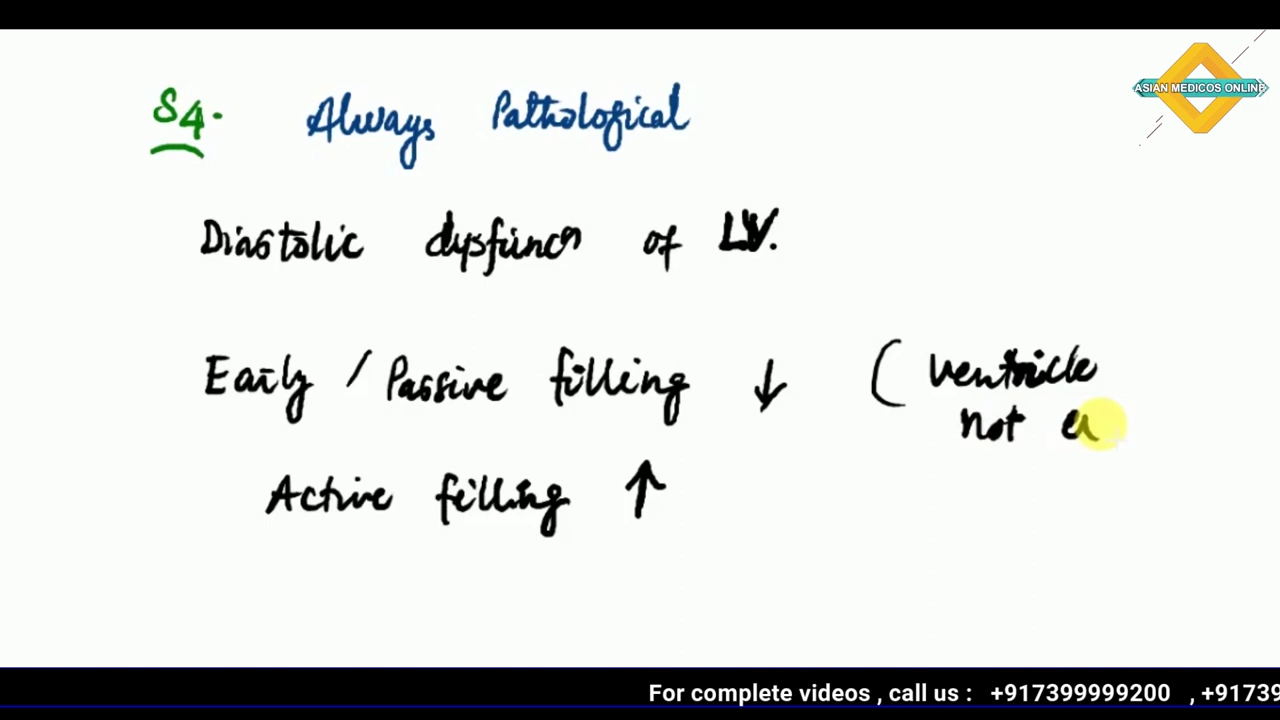 S4. Always Pathological
ASIAN MEDICOS ONLINE
Diastolic dysfuncn of LV.
Early / Passive filling ↓ ( Ventricle
not
Active filling ↑
For complete videos , call us : +917399999200 , +91739